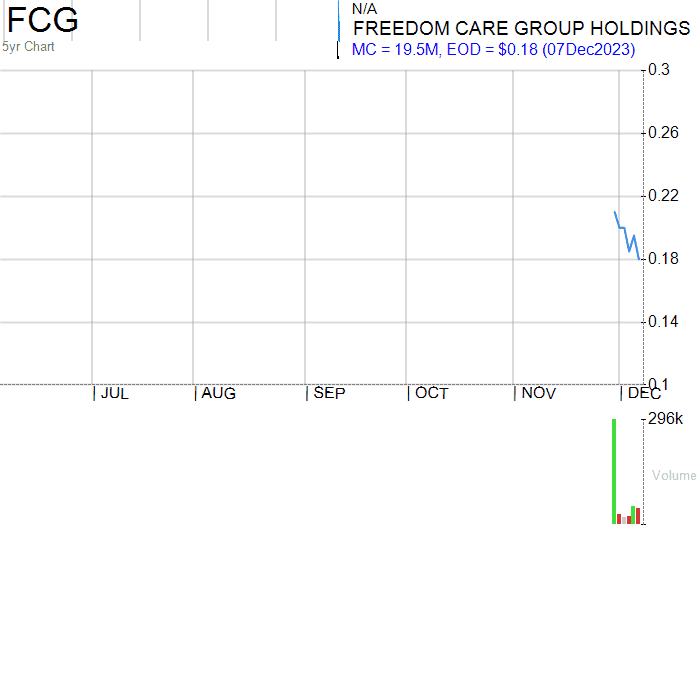 FCG
N/A
FREEDOM CARE GROUP HOLDINGS
5yr Chart
MC = 19.5M, EOD = $0.18 (07Dec2023)
0.3
0.26
0.22
0.18
0.14
0.1
JUL AUG SEP OCT NOV DEC
296k
Volume